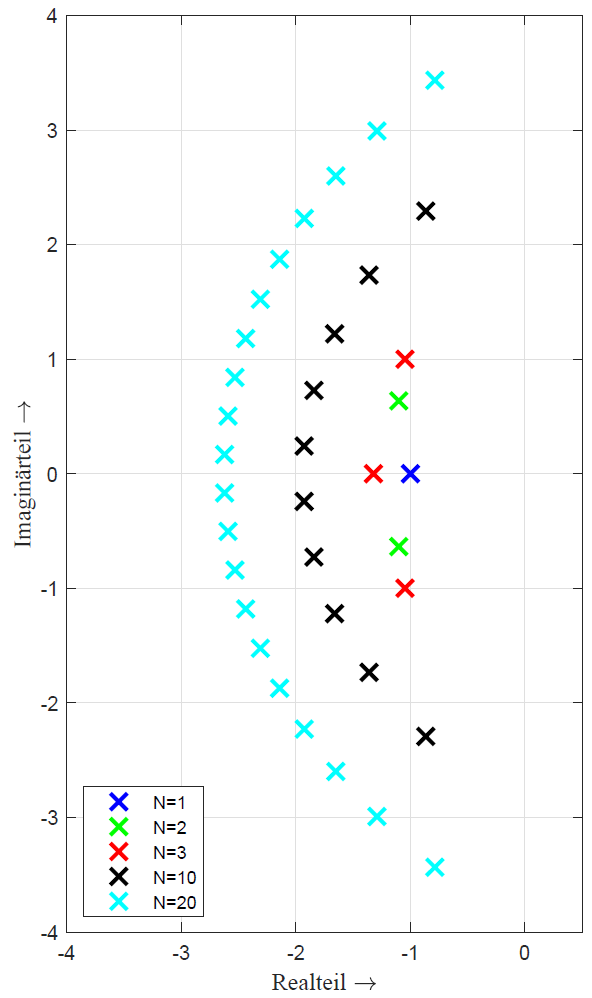 4
3
2
1
0
-1
-2
-3
-4
Imaginärteil →
N=1
N=2
N=3
N=10
N=20
-4 -3 -2 -1 0
Realteil →